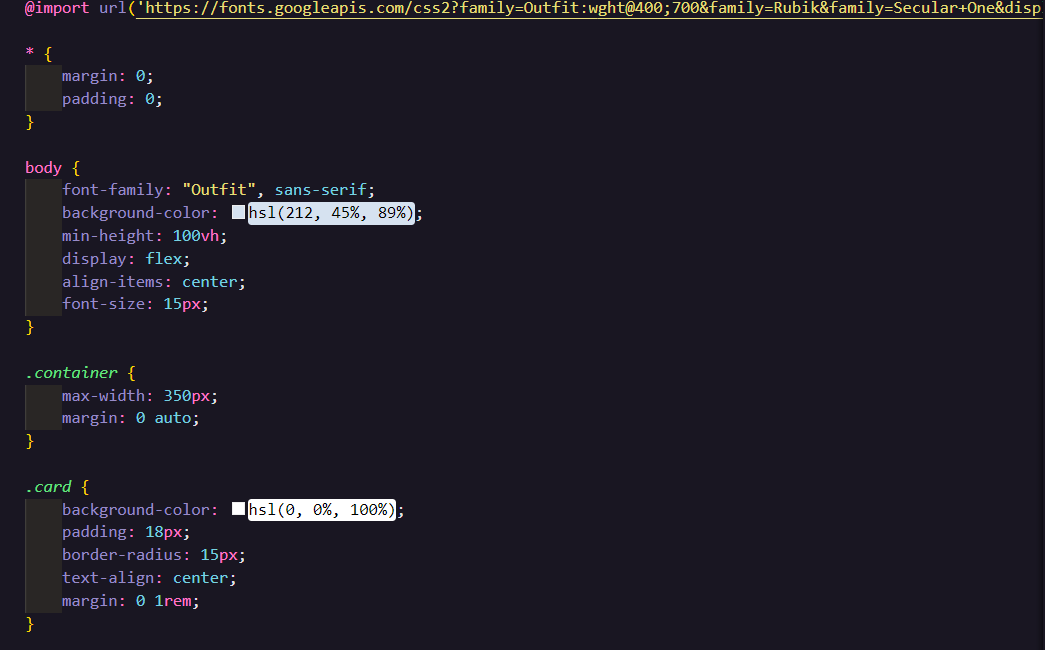 @import url('https://fonts.googleapis.com/css2?family=Outfit:wght@400;700&family=Rubik&family=Secular+One&disp
* {
margin: 0;
padding: 0;
}
body {
font-family: "Outfit", sans-serif;
background-color: hsl(212, 45%, 89%);
min-height: 100vh;
display: flex;
align-items: center;
font-size: 15px;
}
.container {
max-width: 350px;
margin: 0 auto;
}
.card {
background-color: hsl(0, 0%, 100%);
padding: 18px;
border-radius: 15px;
text-align: center;
margin: 0 1rem;
}